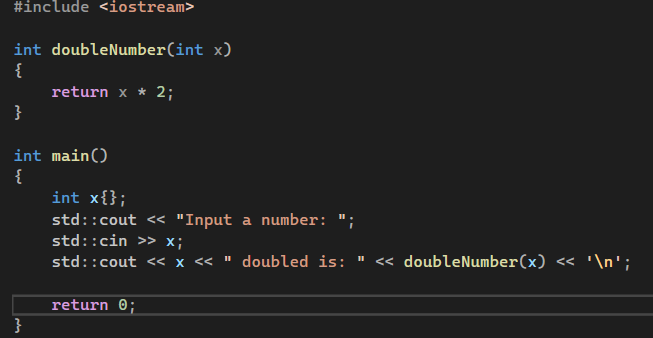 #include <iostream>

int doubleNumber(int x)
{
    return x * 2;
}

int main()
{
    int x{};
    std::cout << "Input a number: ";
    std::cin >> x;
    std::cout << x << " doubled is: " << doubleNumber(x) << '\n';

    return 0;
}